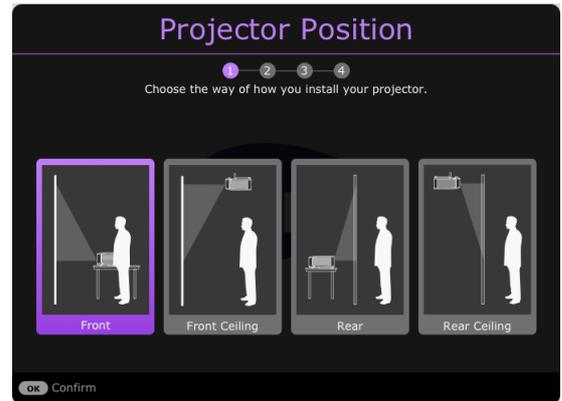 Projector Position
1 2 3 4
Choose the way of how you install your projector.
Front
Front Ceiling
Rear
Rear Ceiling
OK Confirm